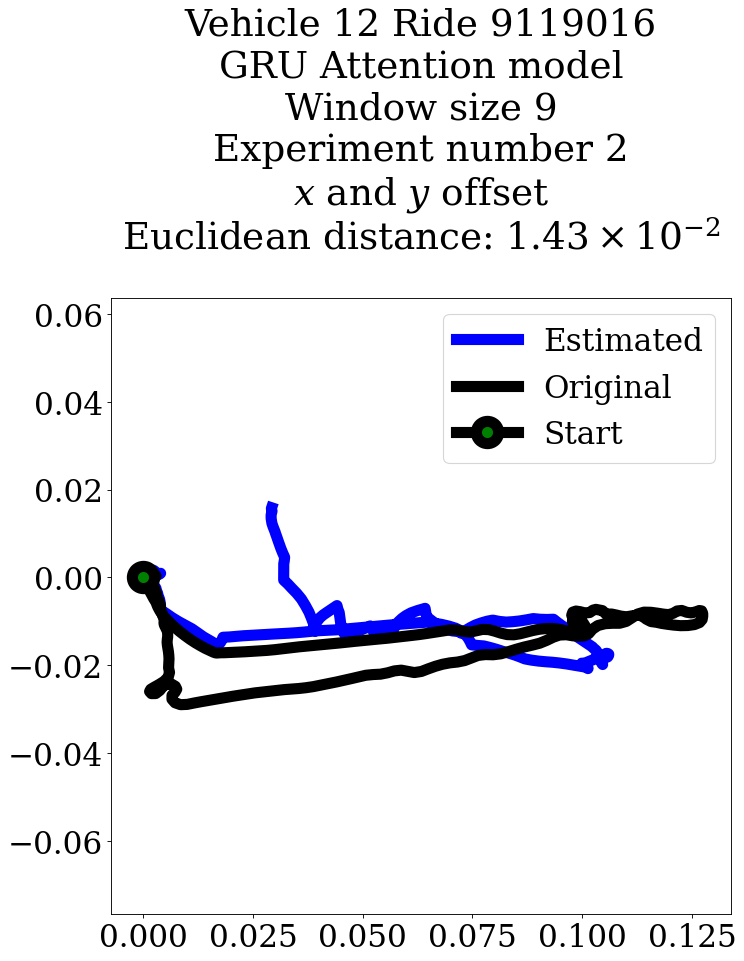 Vehicle 12 Ride 9119016
GRU Attention model
Window size 9
Experiment number 2
x and y offset
Euclidean distance: 1.43 × 10⁻²
Estimated
Original
Start
0.06
0.04
0.02
0.00
−0.02
−0.04
−0.06
0.000 0.025 0.050 0.075 0.100 0.125